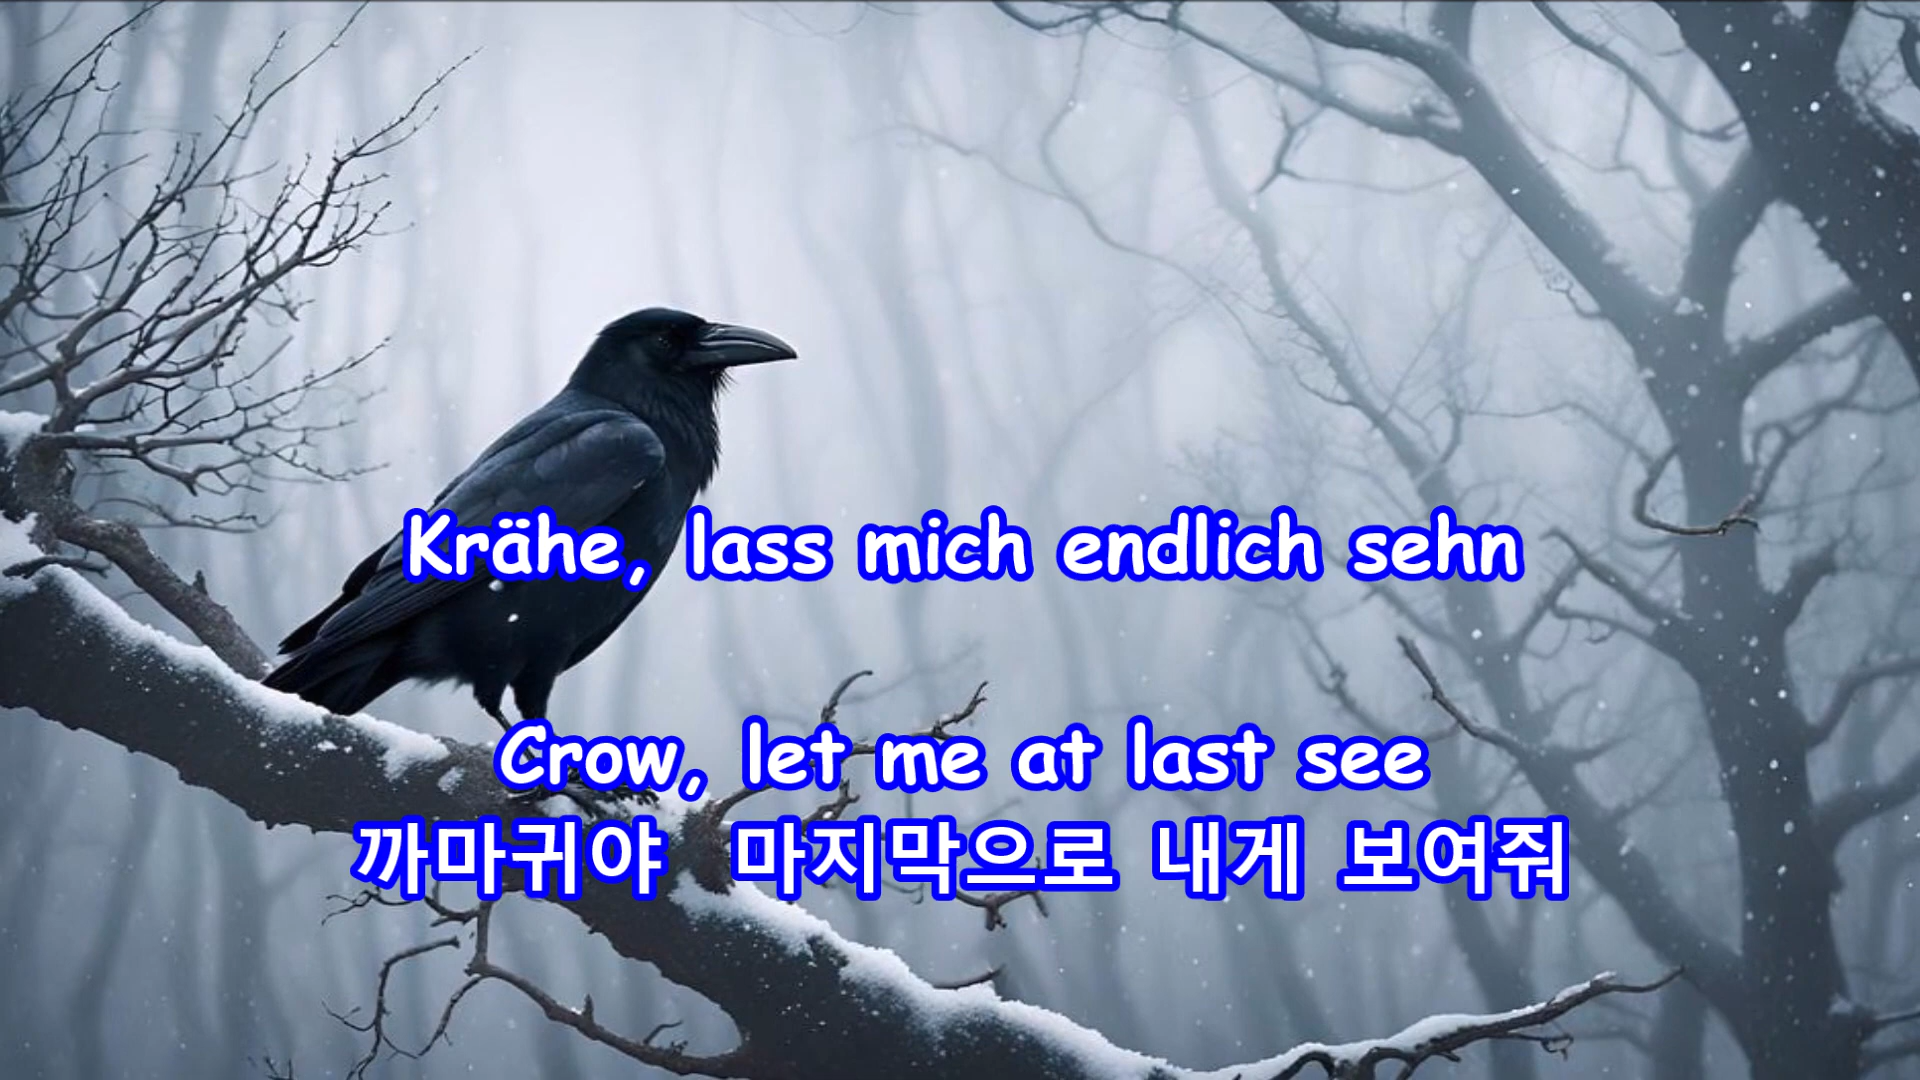 Krähe, lass mich endlich sehn
Crow, let me at last see
까마귀야 마지막으로 내게 보여줘